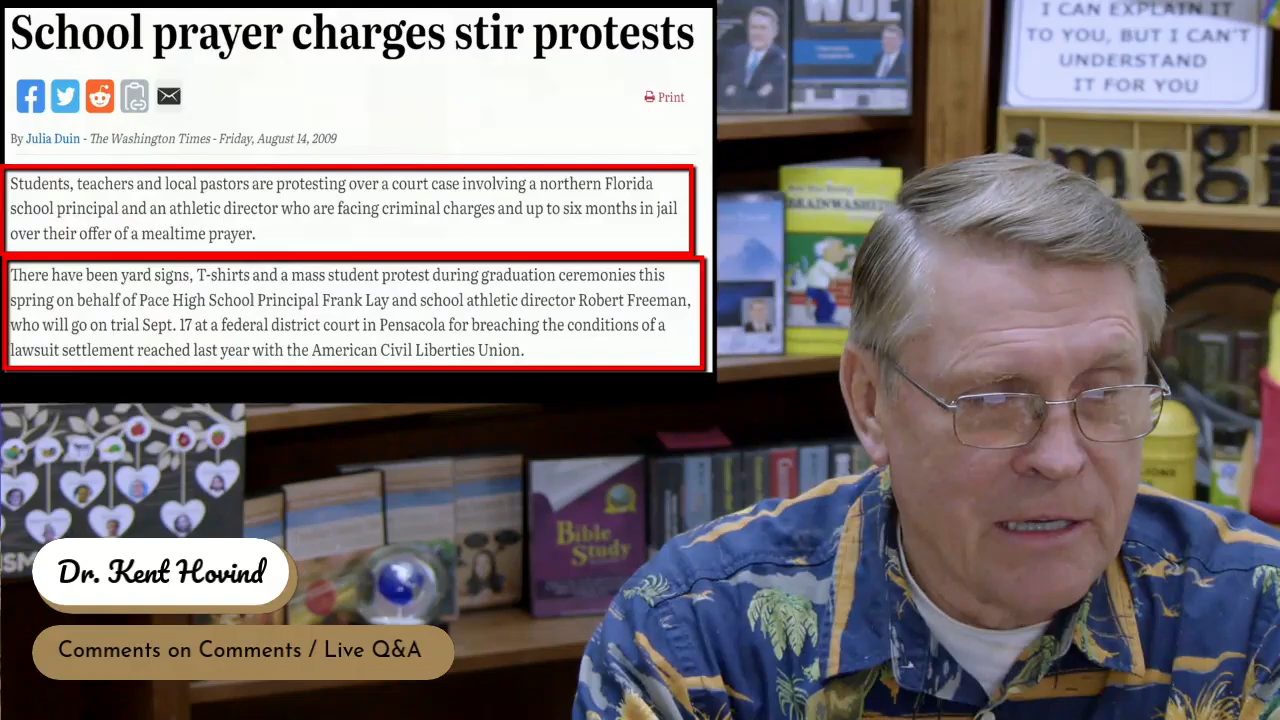 School prayer charges stir protests
Print
By Julia Duin - The Washington Times - Friday, August 14, 2009
Students, teachers and local pastors are protesting over a court case involving a northern Florida
school principal and an athletic director who are facing criminal charges and up to six months in jail
over their offer of a mealtime prayer.
There have been yard signs, T-shirts and a mass student protest during graduation ceremonies this
spring on behalf of Pace High School Principal Frank Lay and school athletic director Robert Freeman,
who will go on trial Sept. 17 at a federal district court in Pensacola for breaching the conditions of a
lawsuit settlement reached last year with the American Civil Liberties Union.
I CAN EXPLAIN IT
TO YOU, BUT I CAN'T
UNDERSTAND
IT FOR YOU
imagi
Bible
Study
SM
Dr. Kent Hovind
Comments on Comments / Live Q&A